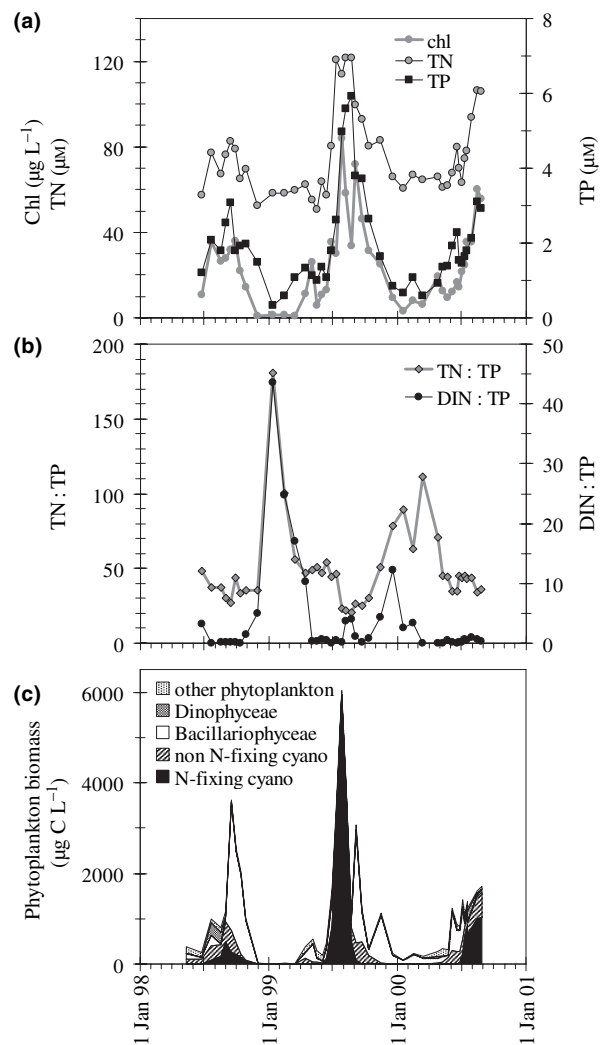 (a)
8
120
chl
TN
TP
6
80
4
40
2
0
0
Chl (µg L⁻¹)
TN (µM)
TP (µM)
(b)
200
50
TN : TP
DIN : TP
40
150
30
100
20
50
10
0
0
TN : TP
DIN : TP
(c)
6000
other phytoplankton
Dinophyceae
Bacillariophyceae
non N-fixing cyano
N-fixing cyano
4000
2000
0
Phytoplankton biomass
(µg C L⁻¹)
1 Jan 98
1 Jan 99
1 Jan 00
1 Jan 01